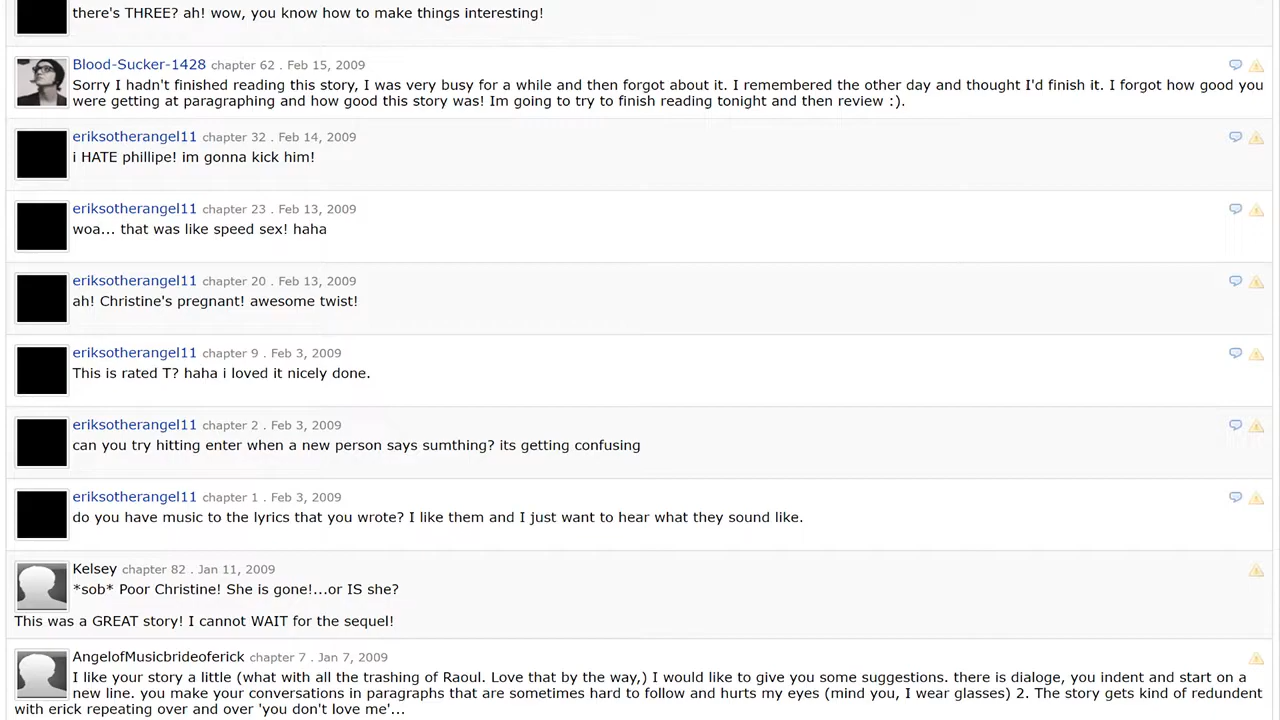 there's THREE? ah! wow, you know how to make things interesting!
Blood-Sucker-1428 chapter 62 . Feb 15, 2009
Sorry I hadn't finished reading this story, I was very busy for a while and then forgot about it. I remembered the other day and thought I'd finish it. I forgot how good you
were getting at paragraphing and how good this story was! Im going to try to finish reading tonight and then review :).
eriksotherangel11 chapter 32 . Feb 14, 2009
i HATE phillipe! im gonna kick him!
eriksotherangel11 chapter 23 . Feb 13, 2009
woa... that was like speed sex! haha
eriksotherangel11 chapter 20 . Feb 13, 2009
ah! Christine's pregnant! awesome twist!
eriksotherangel11 chapter 9 . Feb 3, 2009
This is rated T? haha i loved it nicely done.
eriksotherangel11 chapter 2 . Feb 3, 2009
can you try hitting enter when a new person says sumthing? its getting confusing
eriksotherangel11 chapter 1 . Feb 3, 2009
do you have music to the lyrics that you wrote? I like them and I just want to hear what they sound like.
Kelsey chapter 82 . Jan 11, 2009
*sob* Poor Christine! She is gone!...or IS she?
This was a GREAT story! I cannot WAIT for the sequel!
AngelofMusicbrideoferick chapter 7 . Jan 7, 2009
I like your story a little (what with all the trashing of Raoul. Love that by the way,) I would like to give you some suggestions. there is dialoge, you indent and start on a
new line. you make your conversations in paragraphs that are sometimes hard to follow and hurts my eyes (mind you, I wear glasses) 2. The story gets kind of redundent
with erick repeating over and over 'you don't love me'...